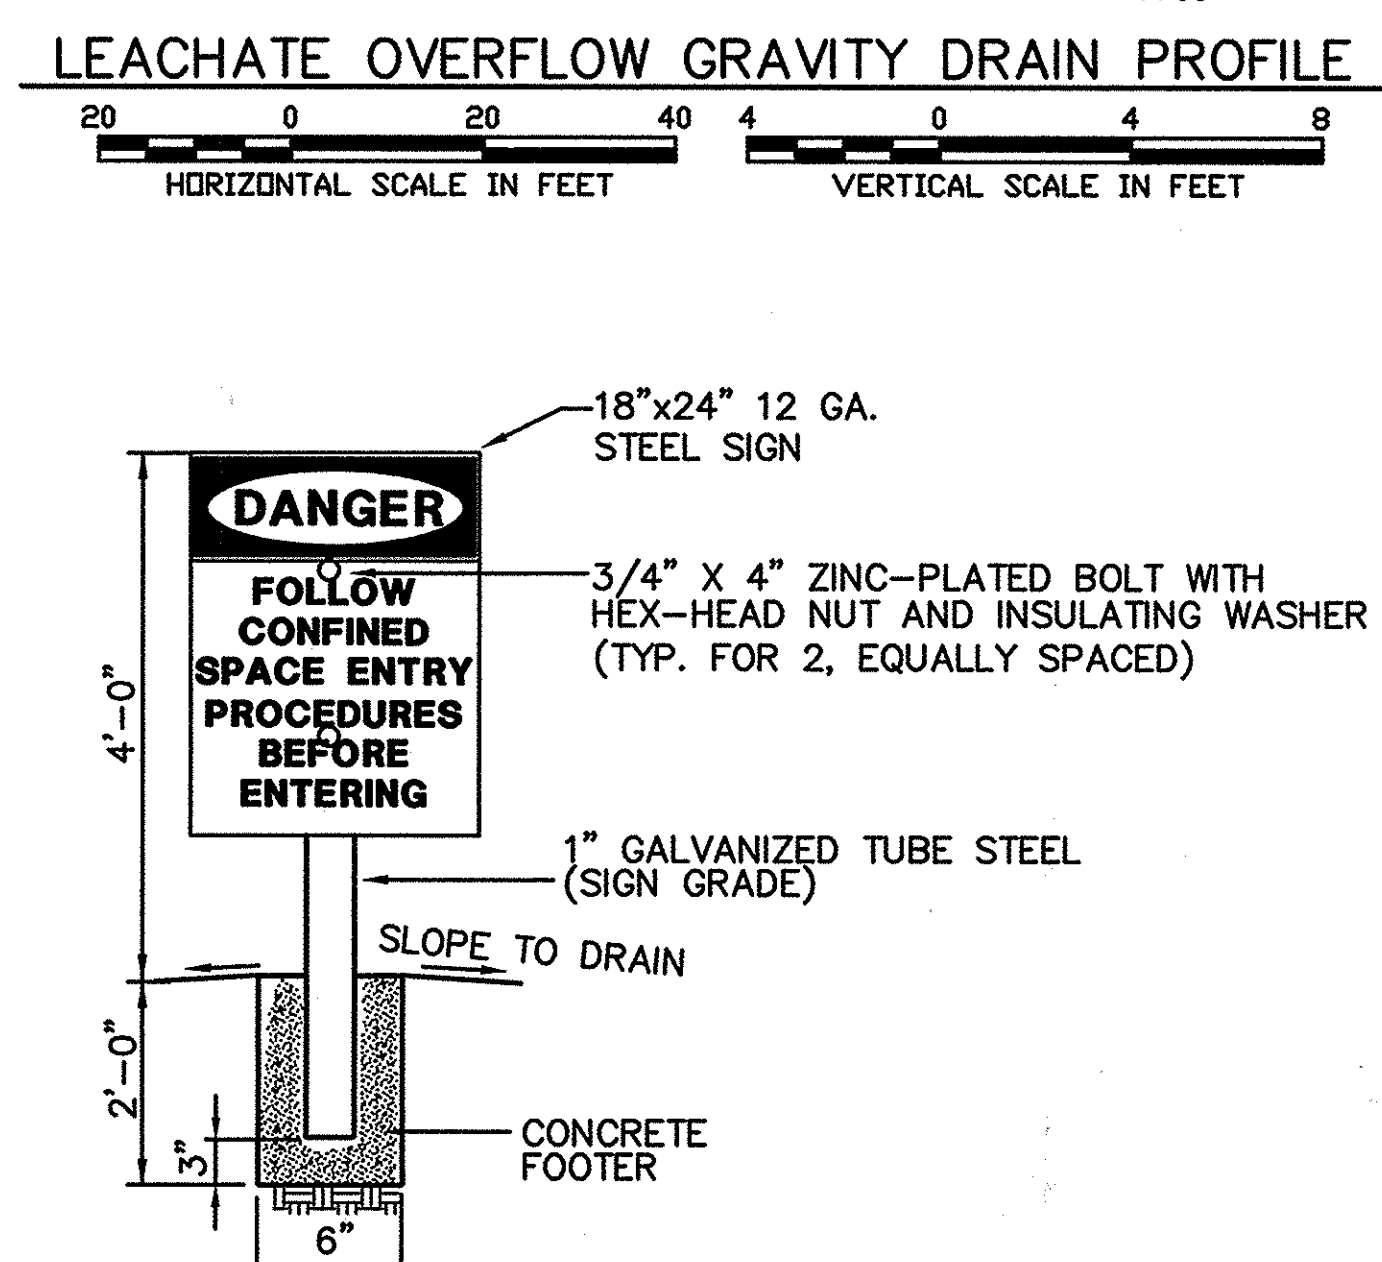 LEACHATE OVERFLOW GRAVITY DRAIN PROFILE
20 0 20 40 4 0 4 8
HORIZONTAL SCALE IN FEET VERTICAL SCALE IN FEET
18"x24" 12 GA.
STEEL SIGN
DANGER
3/4" X 4" ZINC-PLATED BOLT WITH
HEX-HEAD NUT AND INSULATING WASHER
(TYP. FOR 2, EQUALLY SPACED)
FOLLOW
CONFINED
SPACE ENTRY
PROCEDURES
BEFORE
ENTERING
4'-0"
1" GALVANIZED TUBE STEEL
(SIGN GRADE)
SLOPE TO DRAIN
2'-0"
3"
CONCRETE
FOOTER
6"